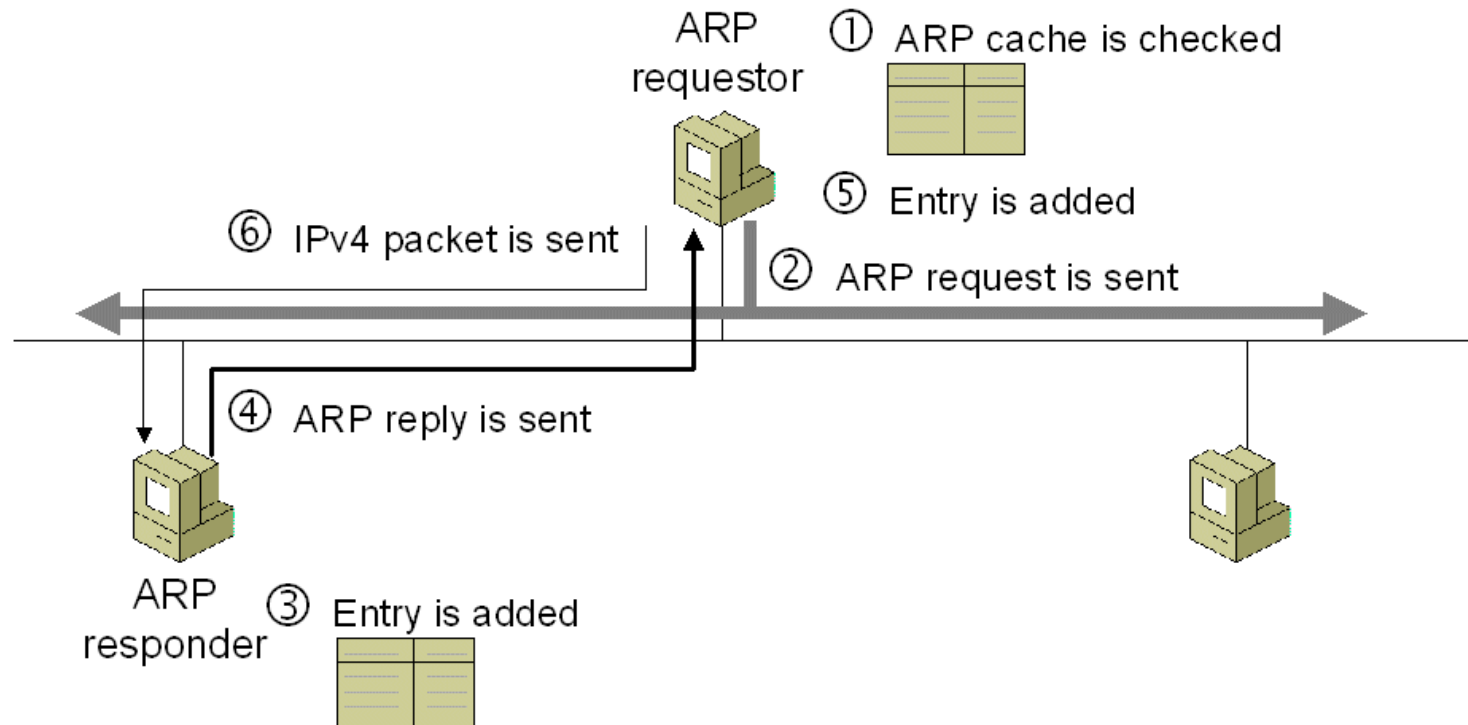 ARP
requestor
① ARP cache is checked
⑤ Entry is added
⑥ IPv4 packet is sent
② ARP request is sent
④ ARP reply is sent
ARP
responder
③ Entry is added